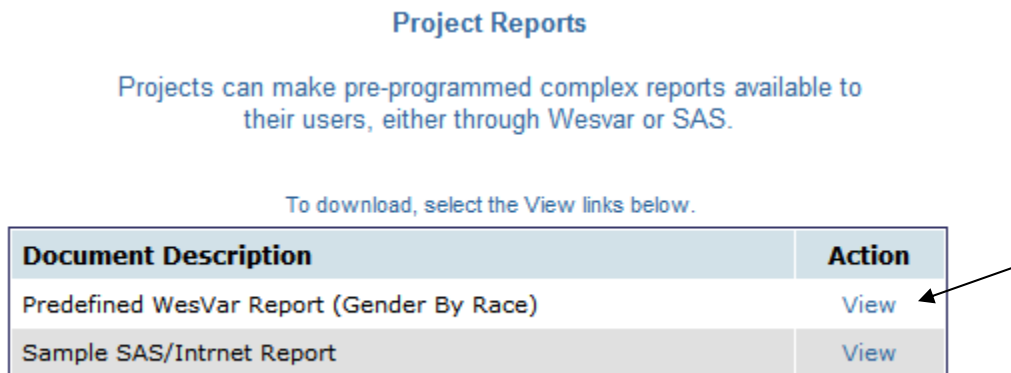 Project Reports
Projects can make pre-programmed complex reports available to
their users, either through Wesvar or SAS.
To download, select the View links below.
Document Description Action
Predefined WesVar Report (Gender By Race) View
Sample SAS/Intrnet Report View